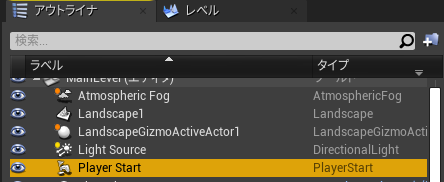 アウトライナ レベル
検索...
ラベル タイプ
MainLevel (エディタ) ワールド
Atmospheric Fog AtmosphericFog
Landscape1 Landscape
LandscapeGizmoActiveActor1 LandscapeGizmoActi
Light Source DirectionalLight
Player Start PlayerStart